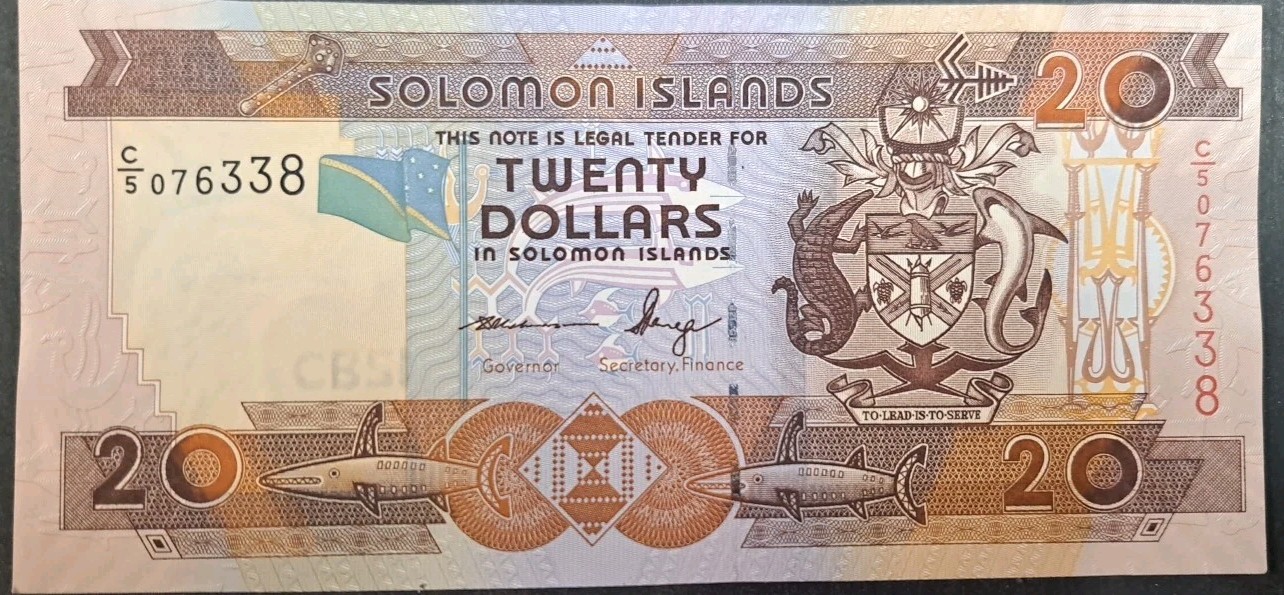 SOLOMON ISLANDS
20
THIS NOTE IS LEGAL TENDER FOR
TWENTY
DOLLARS
IN SOLOMON ISLANDS
C/5 076338
C/5 076338
Governor Secretary, Finance
TO·LEAD·IS·TO·SERVE
20
20